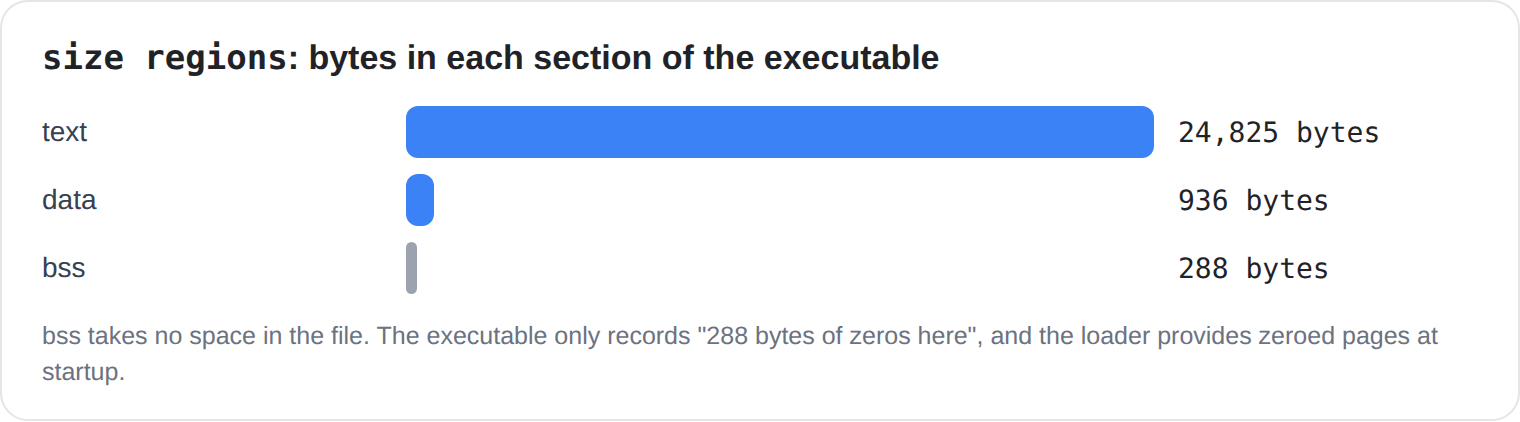 size regions: bytes in each section of the executable
text 24,825 bytes
data 936 bytes
bss 288 bytes
bss takes no space in the file. The executable only records "288 bytes of zeros here", and the loader provides zeroed pages at
startup.